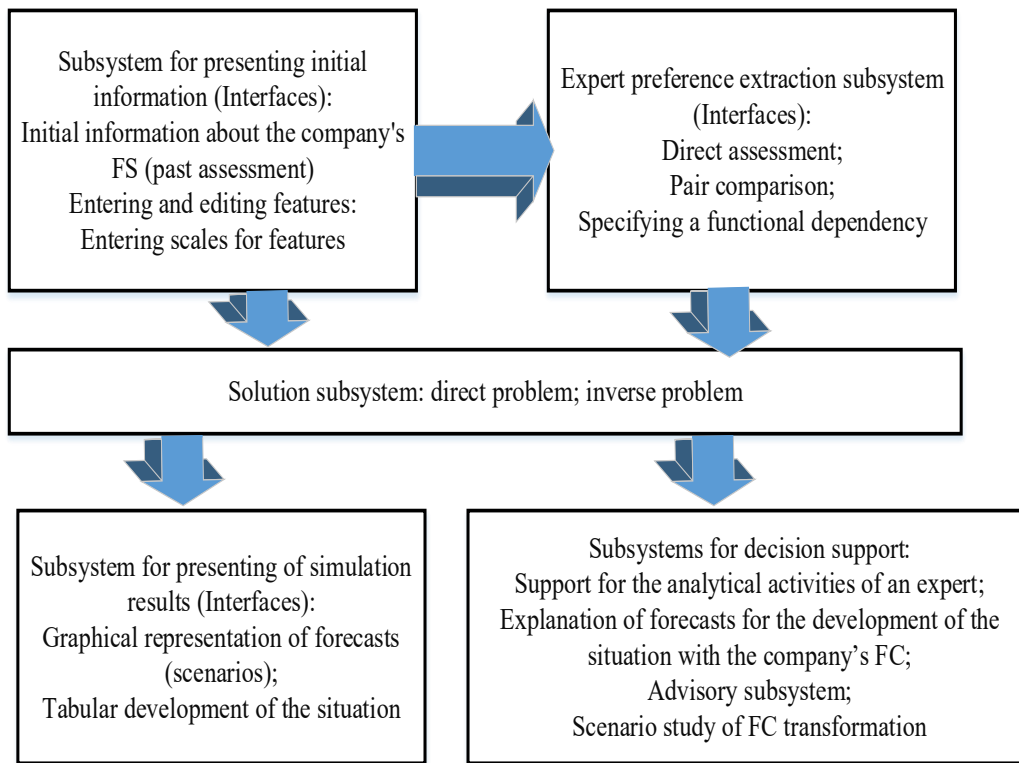 Subsystem for presenting initial
information (Interfaces):
Initial information about the company's
FS (past assessment)
Entering and editing features:
Entering scales for features
Expert preference extraction subsystem
(Interfaces):
Direct assessment;
Pair comparison;
Specifying a functional dependency
Solution subsystem: direct problem; inverse problem
Subsystem for presenting of simulation
results (Interfaces):
Graphical representation of forecasts
(scenarios);
Tabular development of the situation
Subsystems for decision support:
Support for the analytical activities of an expert;
Explanation of forecasts for the development of the
situation with the company’s FC;
Advisory subsystem;
Scenario study of FC transformation